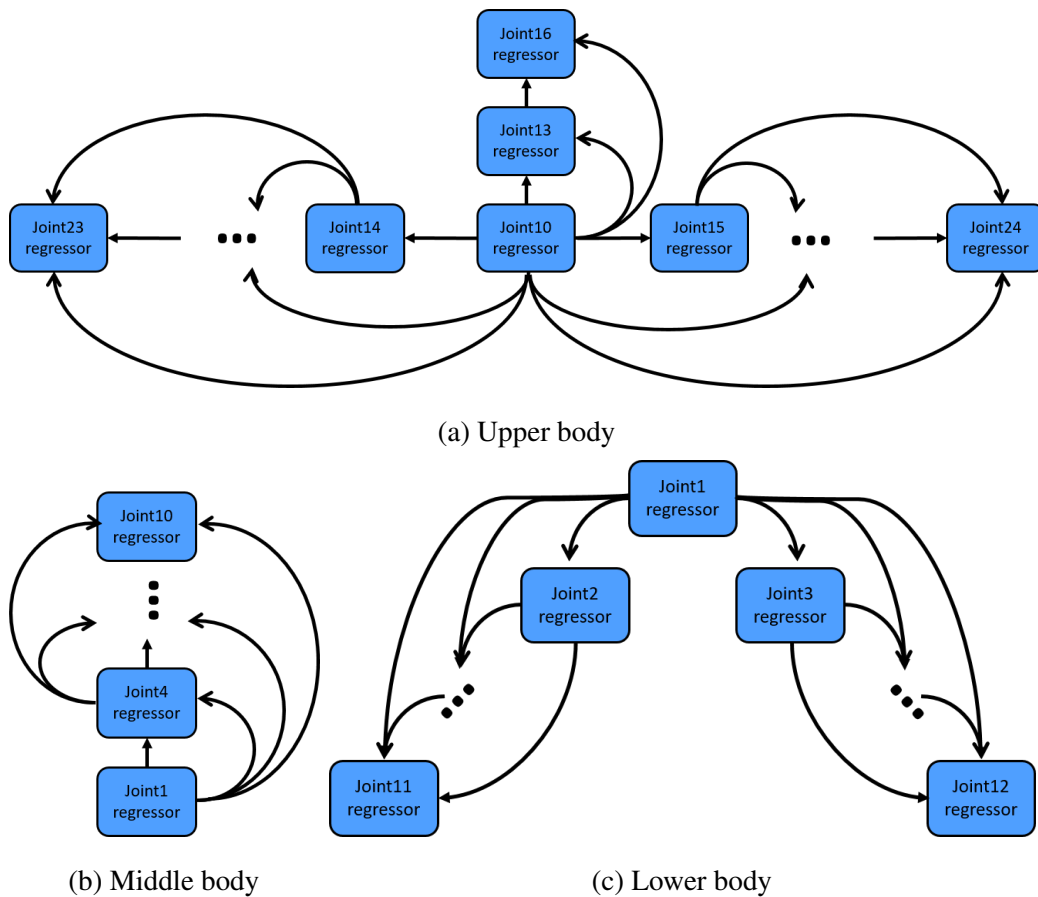 Joint16
regressor
Joint13
regressor
Joint23
regressor
Joint14
regressor
Joint10
regressor
Joint15
regressor
Joint24
regressor
(a) Upper body
Joint10
regressor
Joint4
regressor
Joint1
regressor
(b) Middle body
Joint1
regressor
Joint2
regressor
Joint3
regressor
Joint11
regressor
Joint12
regressor
(c) Lower body